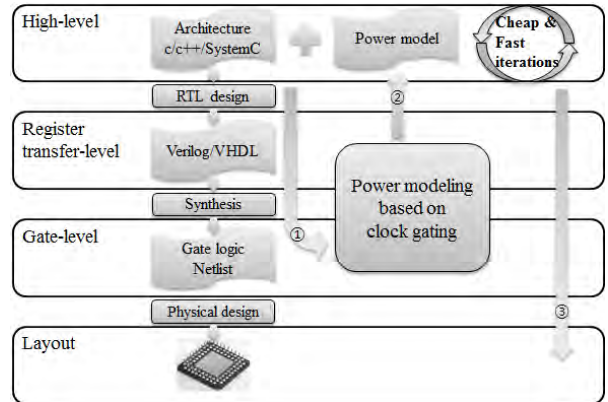 High-level
Architecture
c/c++/SystemC
Power model
Cheap &
Fast
iterations
RTL design
②
Register
transfer-level
Verilog/VHDL
Power modeling
based on
clock gating
Synthesis
Gate-level
Gate logic
Netlist
①
Physical design
③
Layout